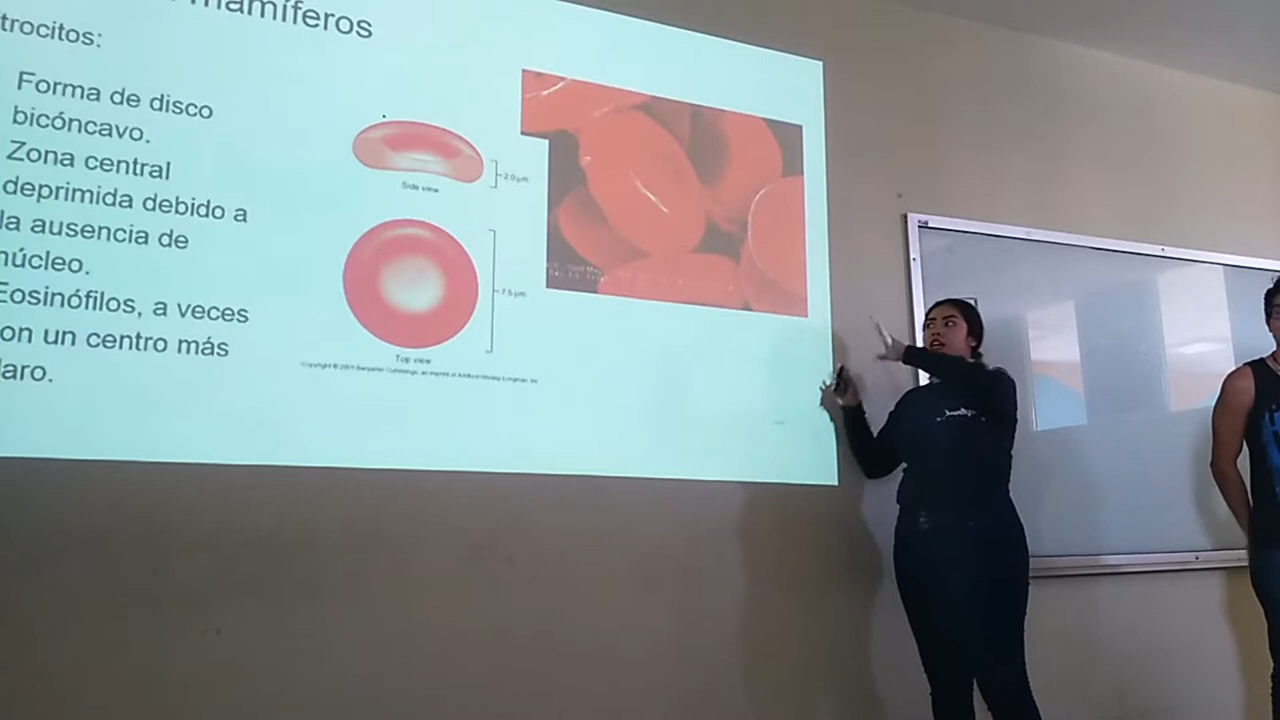 mamíferos
trocitos:
Forma de disco
bicóncavo.
Zona central
deprimida debido a
la ausencia de
núcleo.
Eosinófilos, a veces
on un centro más
laro.
Side view
2.0 µm
7.5 µm
Top view